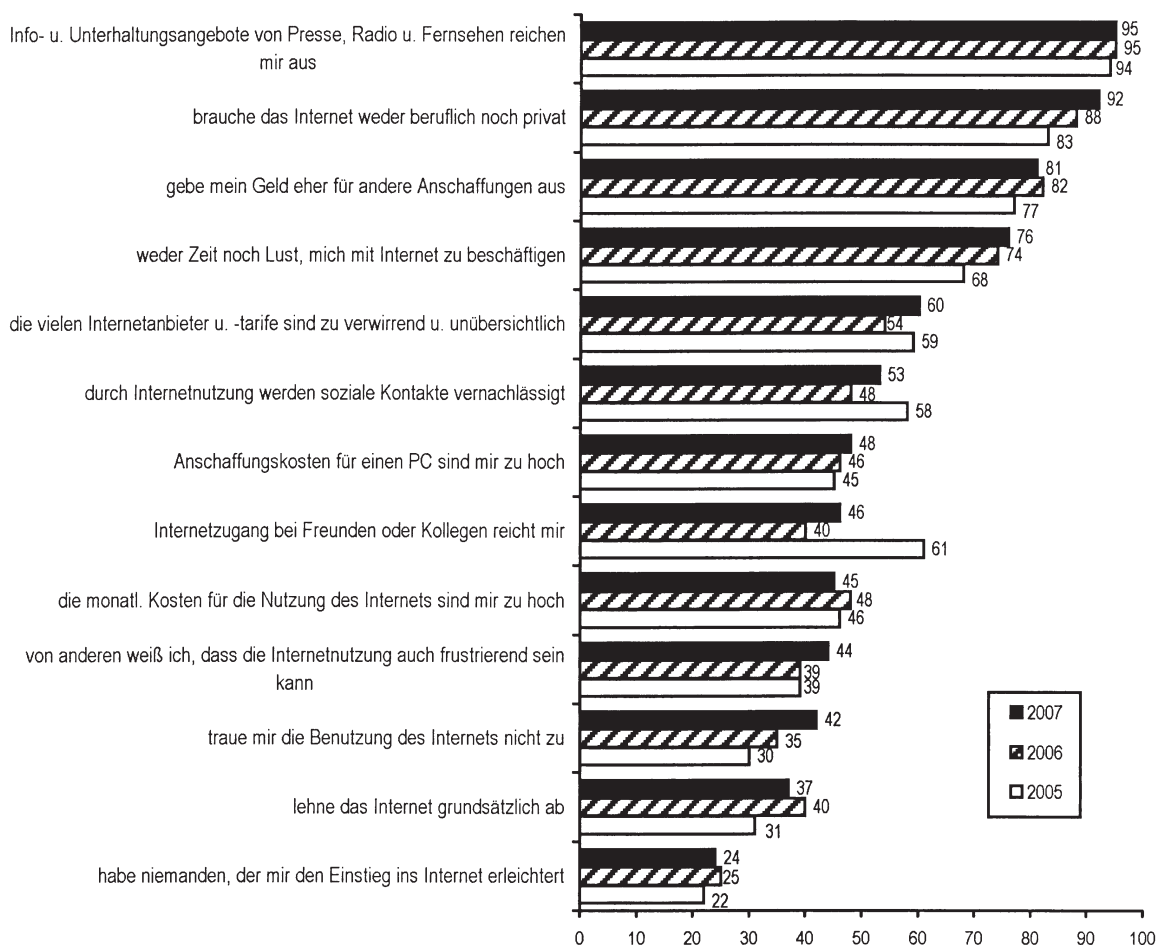 Info- u. Unterhaltungsangebote von Presse, Radio u. Fernsehen reichen
mir aus
95
95
94
brauche das Internet weder beruflich noch privat
92
88
83
gebe mein Geld eher für andere Anschaffungen aus
81
82
77
weder Zeit noch Lust, mich mit Internet zu beschäftigen
76
74
68
die vielen Internetanbieter u. -tarife sind zu verwirrend u. unübersichtlich
60
54
59
durch Internetnutzung werden soziale Kontakte vernachlässigt
53
48
58
Anschaffungskosten für einen PC sind mir zu hoch
48
46
45
Internetzugang bei Freunden oder Kollegen reicht mir
46
40
61
die monatl. Kosten für die Nutzung des Internets sind mir zu hoch
45
48
46
von anderen weiß ich, dass die Internetnutzung auch frustrierend sein
kann
44
39
39
traue mir die Benutzung des Internets nicht zu
42
35
30
lehne das Internet grundsätzlich ab
37
40
31
habe niemanden, der mir den Einstieg ins Internet erleichtert
24
25
22
2007
2006
2005
0 10 20 30 40 50 60 70 80 90 100